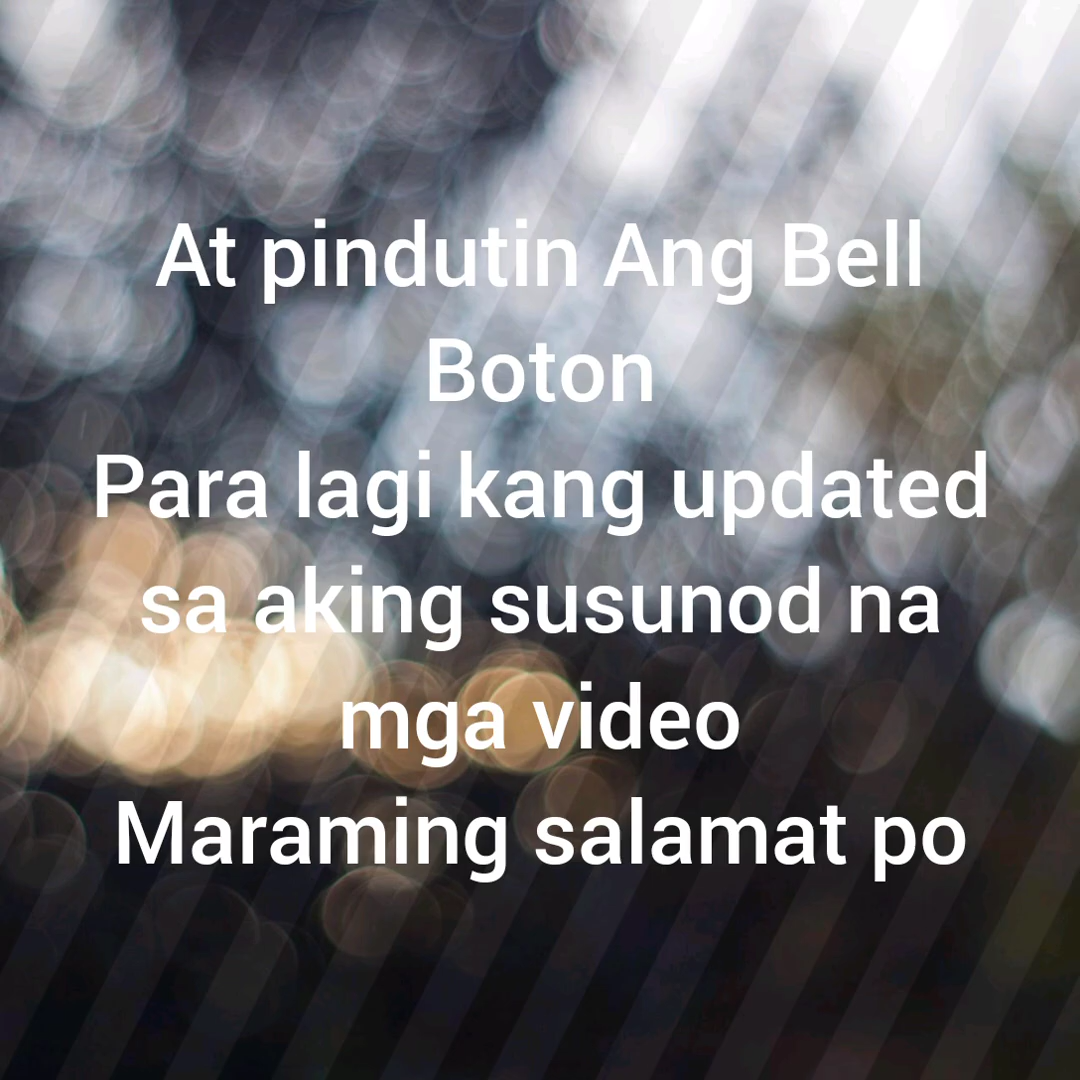 At pindutin Ang Bell
Boton
Para lagi kang updated
sa aking susunod na
mga video
Maraming salamat po